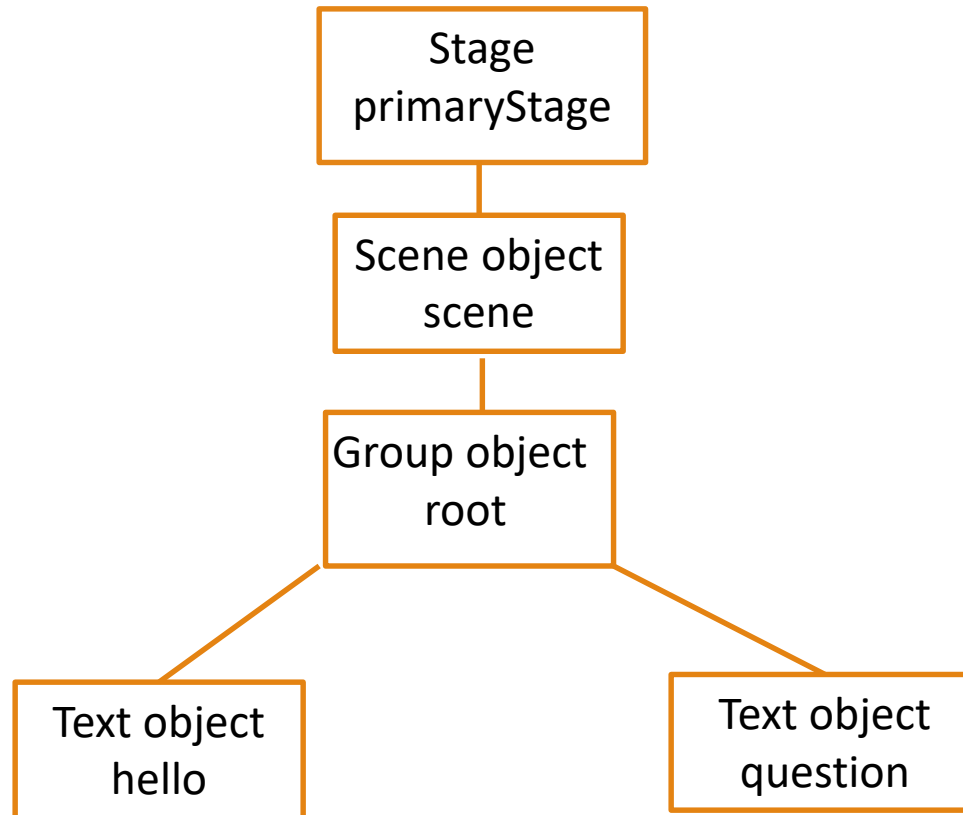 Stage
primaryStage
Scene object
scene
Group object
root
Text object
hello
Text object
question